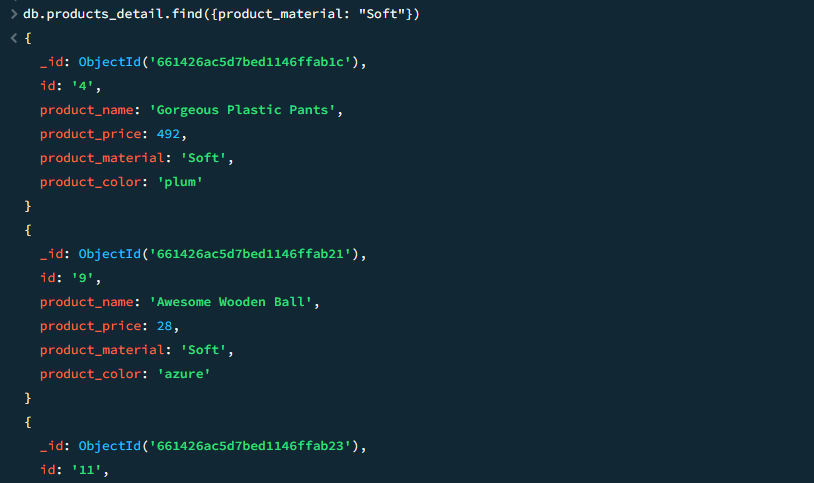 > db.products_detail.find({product_material: "Soft"})
< {
_id: ObjectId('661426ac5d7bed1146ffab1c'),
id: '4',
product_name: 'Gorgeous Plastic Pants',
product_price: 492,
product_material: 'Soft',
product_color: 'plum'
}
{
_id: ObjectId('661426ac5d7bed1146ffab21'),
id: '9',
product_name: 'Awesome Wooden Ball',
product_price: 28,
product_material: 'Soft',
product_color: 'azure'
}
{
_id: ObjectId('661426ac5d7bed1146ffab23'),
id: '11',